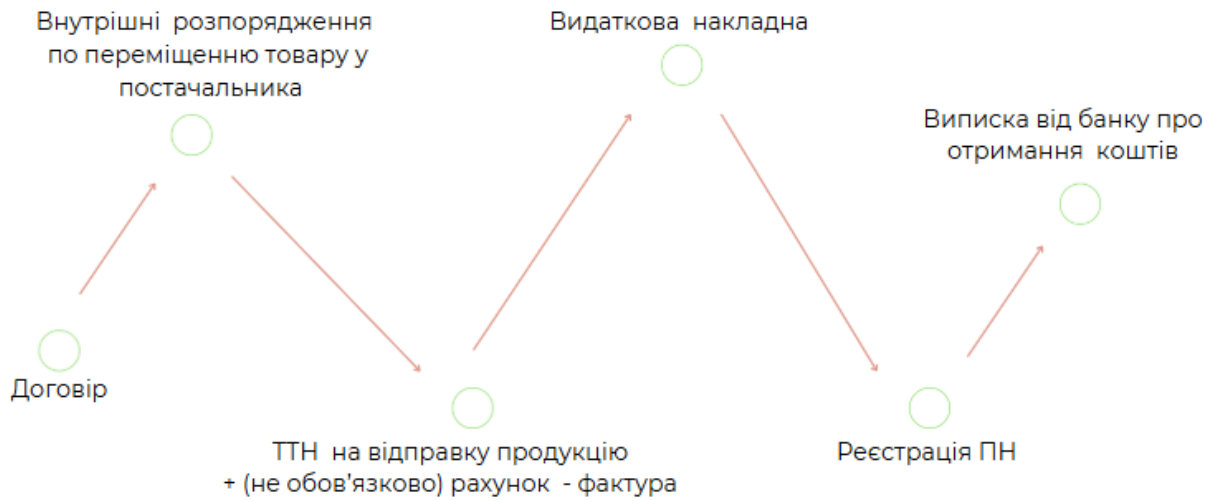 Внутрішні розпорядження
по переміщенню товару у
постачальника
Видаткова накладна
Виписка від банку про
отримання коштів
Договір
ТТН на відправку продукцію
+ (не обов'язково) рахунок - фактура
Реєстрація ПН